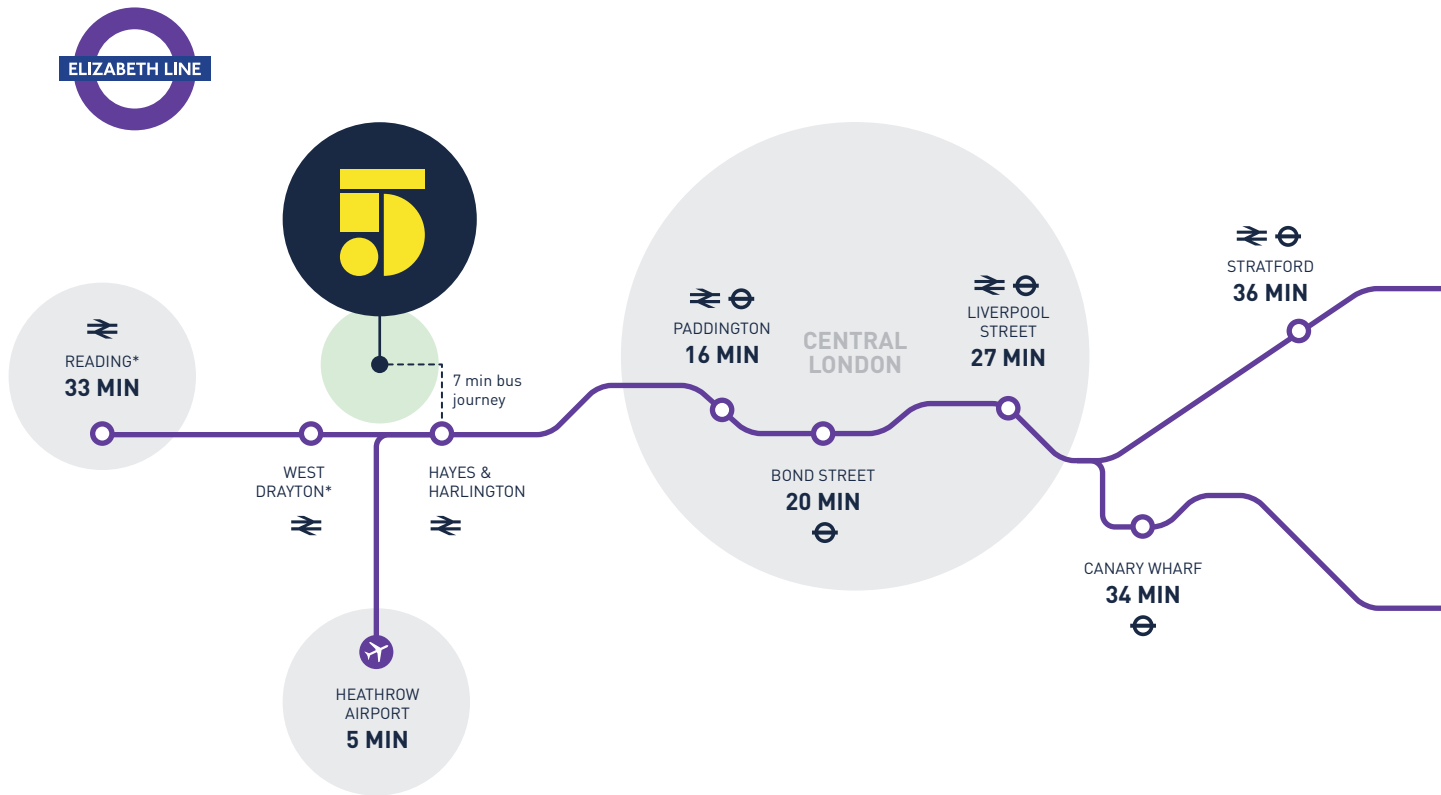 ELIZABETH LINE
READING*
33 MIN
7 min bus
journey
WEST
DRAYTON*
HAYES &
HARLINGTON
HEATHROW
AIRPORT
5 MIN
PADDINGTON
16 MIN
CENTRAL
LONDON
BOND STREET
20 MIN
LIVERPOOL
STREET
27 MIN
STRATFORD
36 MIN
CANARY WHARF
34 MIN